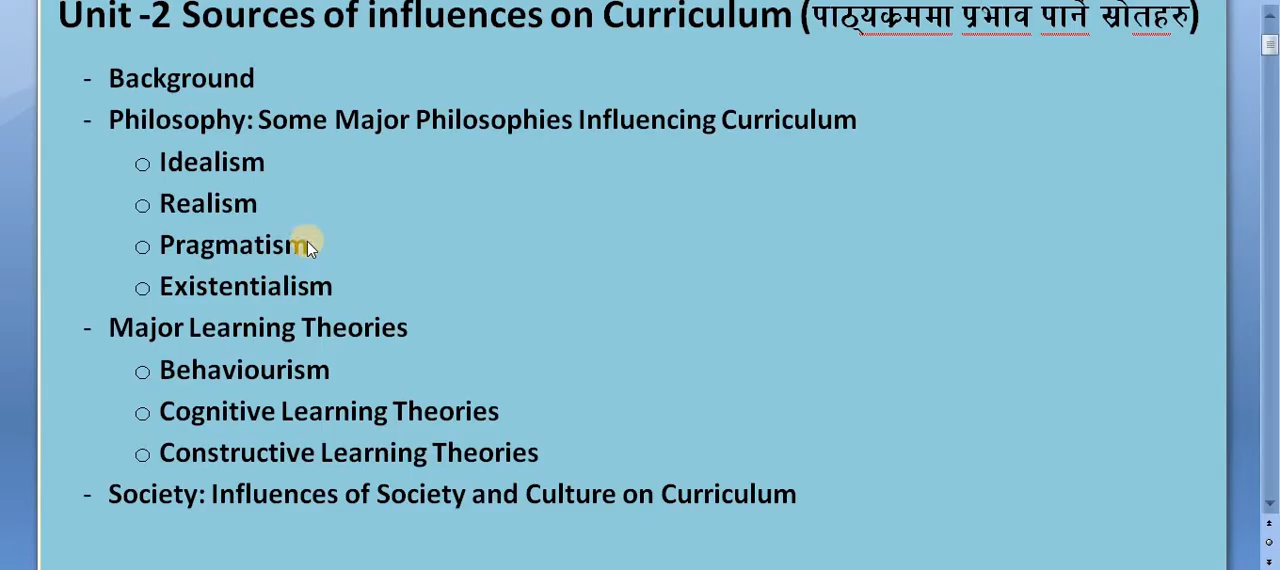 Unit -2 Sources of influences on Curriculum (पाठ्यक्रममा प्रभाव पार्ने स्रोतहरु)
- Background
- Philosophy: Some Major Philosophies Influencing Curriculum
○ Idealism
○ Realism
○ Pragmatism
○ Existentialism
- Major Learning Theories
○ Behaviourism
○ Cognitive Learning Theories
○ Constructive Learning Theories
- Society: Influences of Society and Culture on Curriculum